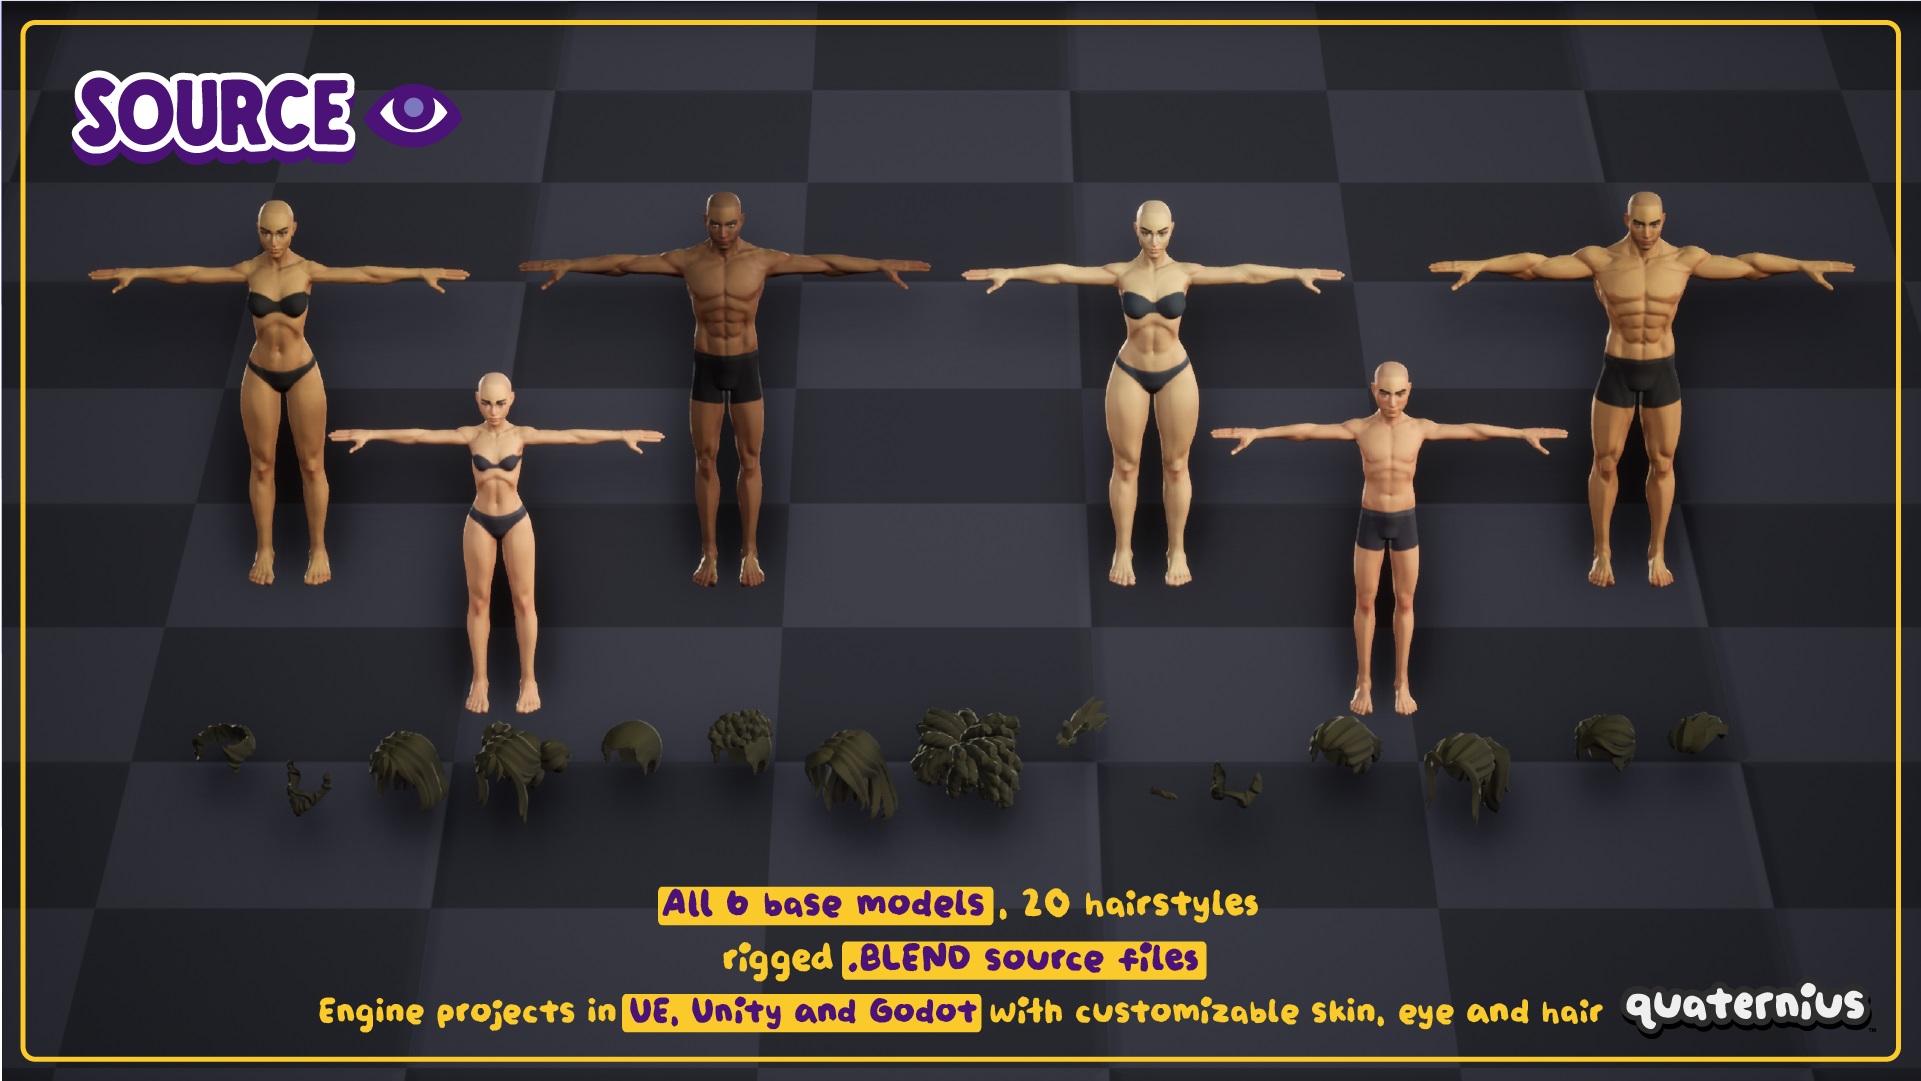 SOURCE
All 6 base models, 20 hairstyles
rigged .BLEND source files
Engine projects in UE, Unity and Godot with customizable skin, eye and hair
quaternius™